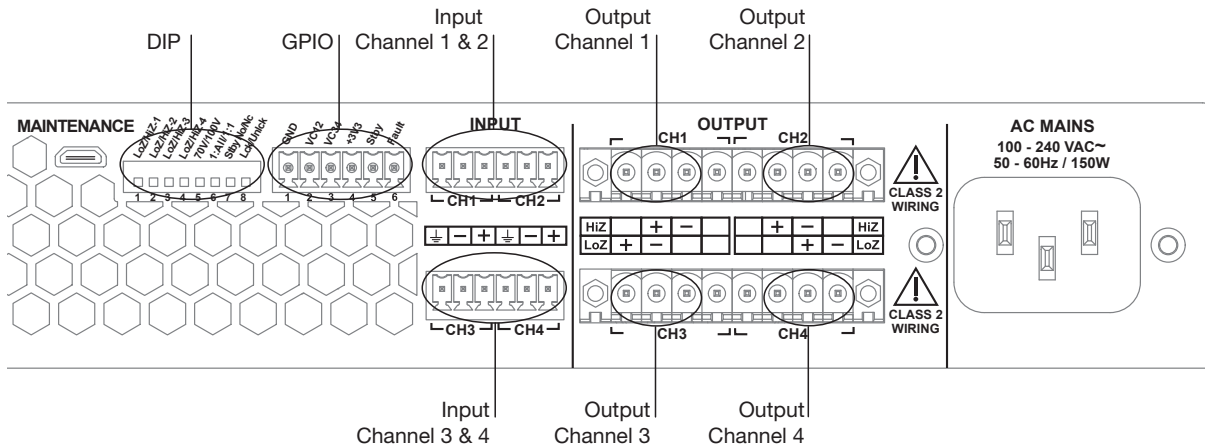 Input
Channel 1 & 2
Output
Channel 1
Output
Channel 2
DIP
GPIO
MAINTENANCE
LoZ/HiZ-1
LoZ/HiZ-2
LoZ/HiZ-3
LoZ/HiZ-4
70V/100V
1:All/1:1
Stby No/Nc
Lck/Unlck
1 2 3 4 5 6 7 8
GND
VC12
VC34
+3V3
Stby
Fault
1 2 3 4 5 6
INPUT
CH1 CH2
⏚ − + ⏚ − +
CH3 CH4
OUTPUT
CH1 CH2
HiZ + − + − HiZ
LoZ + − + − LoZ
CH3 CH4
CLASS 2
WIRING
CLASS 2
WIRING
AC MAINS
100 - 240 VAC~
50 - 60Hz / 150W
Input
Channel 3 & 4
Output
Channel 3
Output
Channel 4